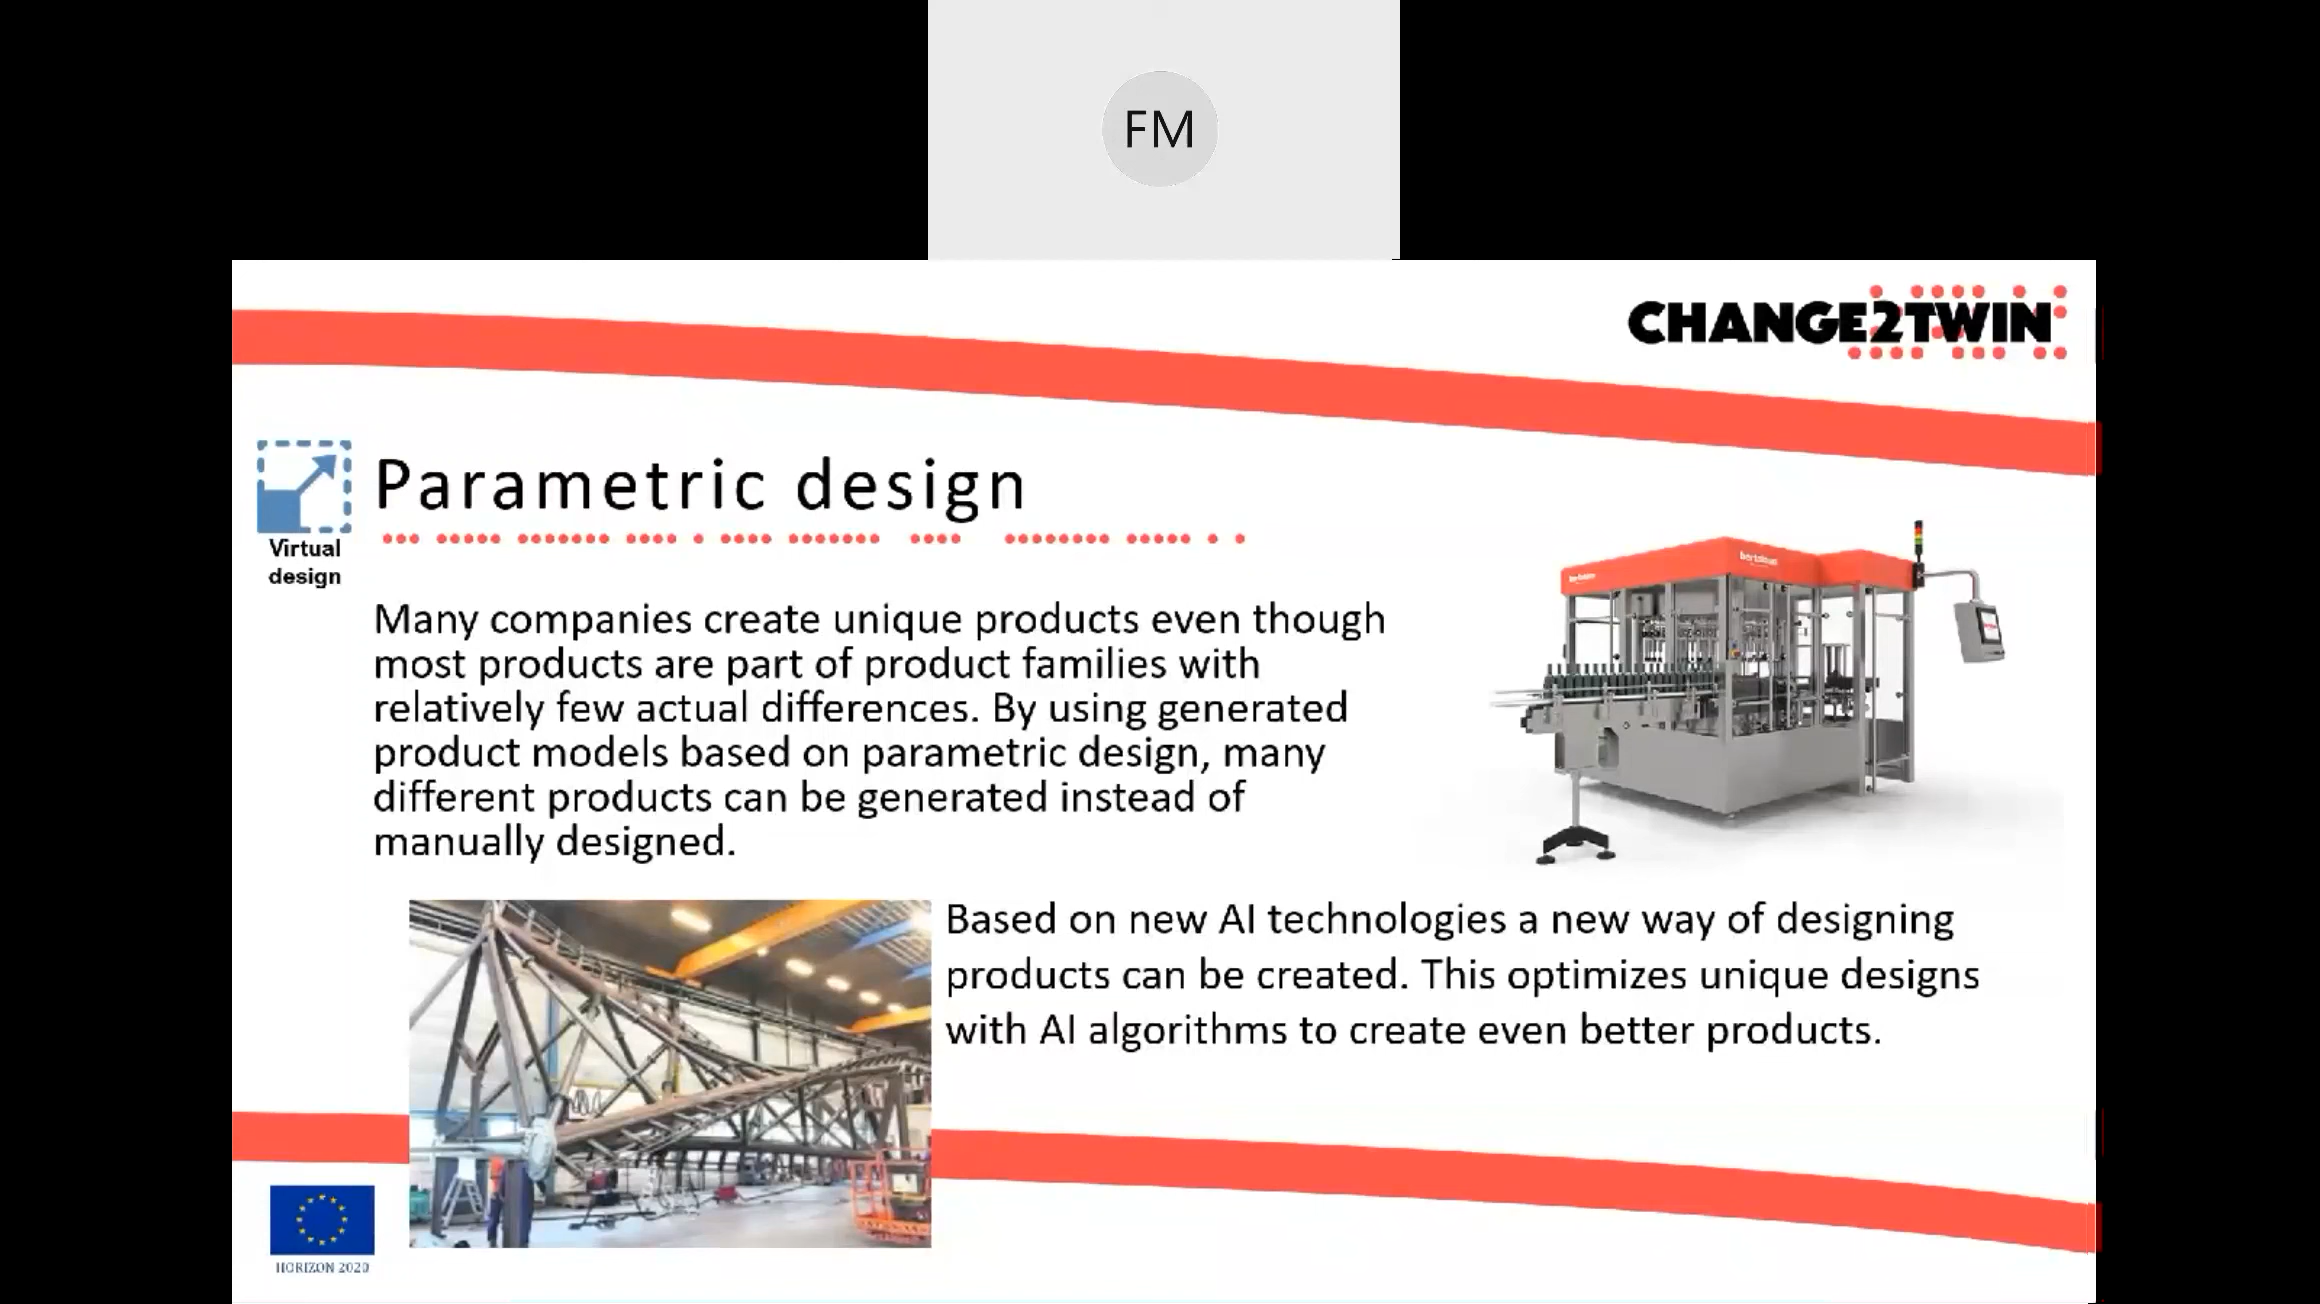 FM
CHANGE2TWIN
Parametric design
Virtual
design
Many companies create unique products even though
most products are part of product families with
relatively few actual differences. By using generated
product models based on parametric design, many
different products can be generated instead of
manually designed.
Based on new AI technologies a new way of designing
products can be created. This optimizes unique designs
with AI algorithms to create even better products.
HORIZON 2020